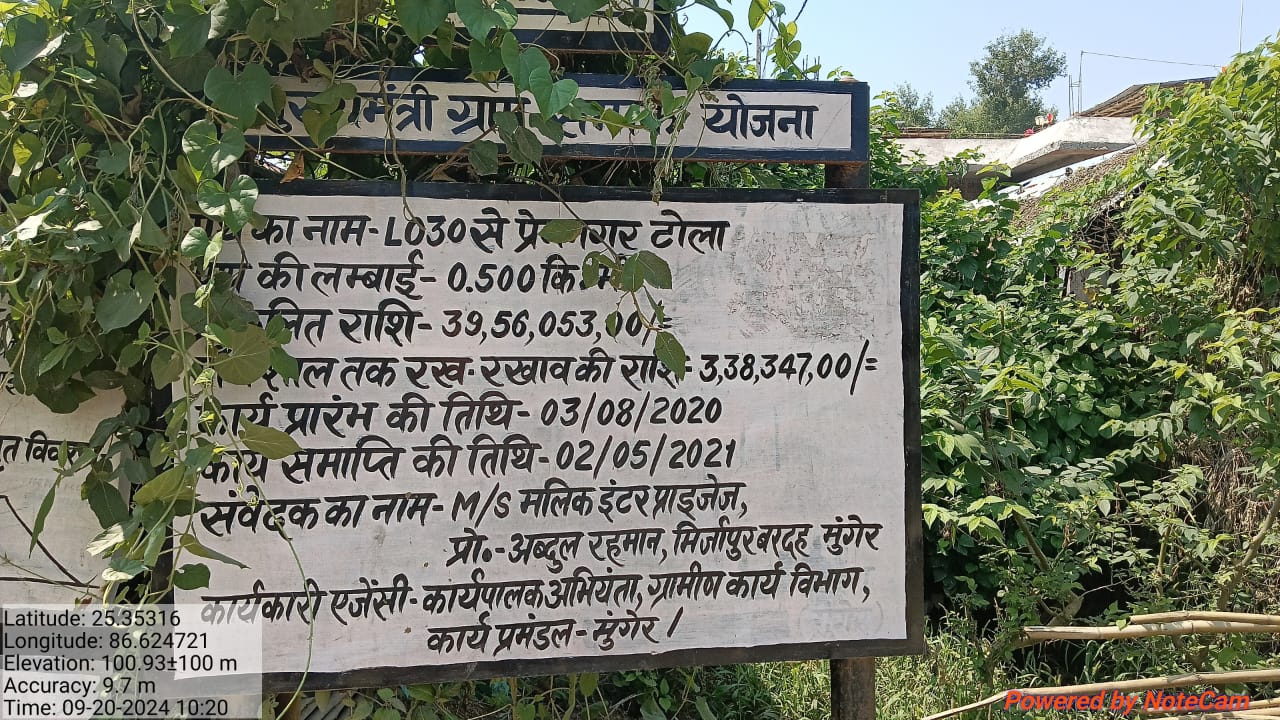 ग्राम योजना
का नाम- L030 से टोला
की लम्बाई- 0.500
राशि- 39,56,053,00/
तक रख-रखाव की राशि- 3,38,347,00/=
कार्य प्रारंभ की तिथि- 03/08/2020
कार्य समाप्ति की तिथि- 02/05/2021
संवेदक का नाम- M/S मलिक इंटरप्राइजेज,
प्रो०-अब्दुल रहमान, मिर्जापुर बरदह मुंगेर
कार्यकारी एजेंसी- कार्यपालक अभियंता, ग्रामीण कार्य विभाग,
कार्य प्रमंडल- मुंगेर /
Latitude: 25.35316
Longitude: 86.624721
Elevation: 100.93±100 m
Accuracy: 9.7 m
Time: 09-20-2024 10:20
Powered by NoteCam